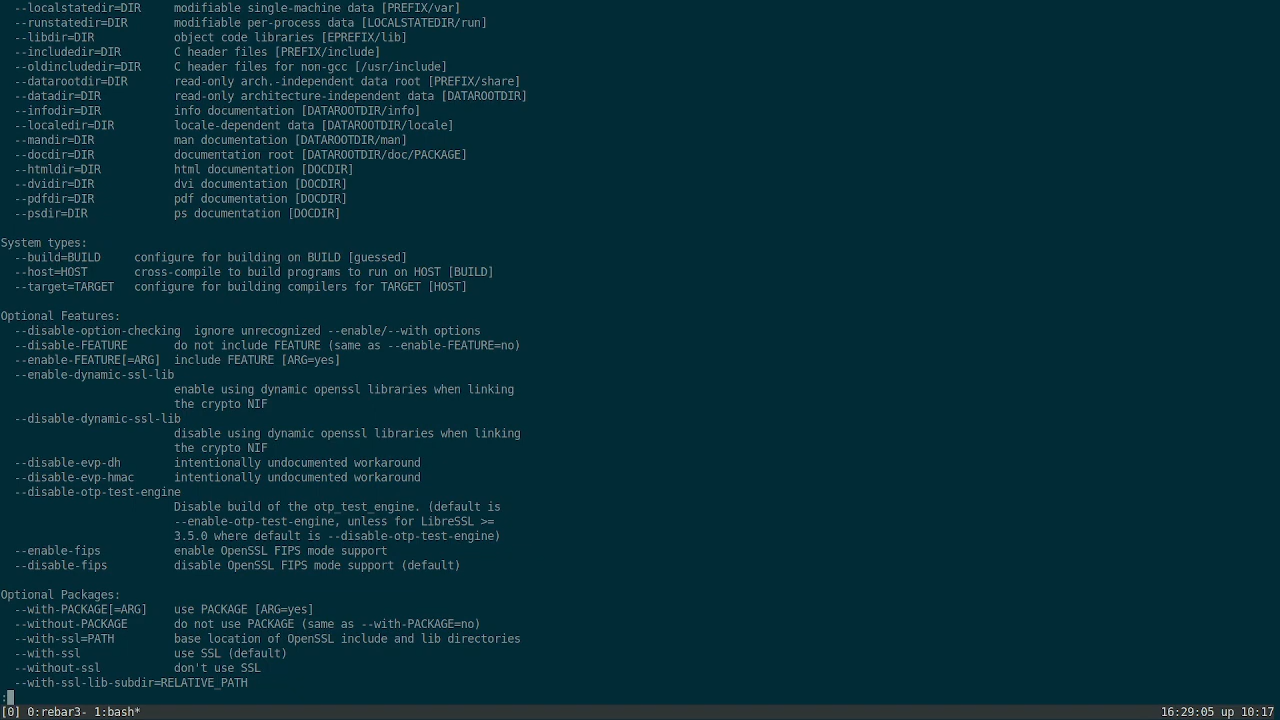 --localstatedir=DIR     modifiable single-machine data [PREFIX/var]
--runstatedir=DIR       modifiable per-process data [LOCALSTATEDIR/run]
--libdir=DIR            object code libraries [EPREFIX/lib]
--includedir=DIR        C header files [PREFIX/include]
--oldincludedir=DIR     C header files for non-gcc [/usr/include]
--datarootdir=DIR       read-only arch.-independent data root [PREFIX/share]
--datadir=DIR           read-only architecture-independent data [DATAROOTDIR]
--infodir=DIR           info documentation [DATAROOTDIR/info]
--localedir=DIR         locale-dependent data [DATAROOTDIR/locale]
--mandir=DIR            man documentation [DATAROOTDIR/man]
--docdir=DIR            documentation root [DATAROOTDIR/doc/PACKAGE]
--htmldir=DIR           html documentation [DOCDIR]
--dvidir=DIR            dvi documentation [DOCDIR]
--pdfdir=DIR            pdf documentation [DOCDIR]
--psdir=DIR             ps documentation [DOCDIR]
System types:
--build=BUILD     configure for building on BUILD [guessed]
--host=HOST       cross-compile to build programs to run on HOST [BUILD]
--target=TARGET   configure for building compilers for TARGET [HOST]
Optional Features:
--disable-option-checking  ignore unrecognized --enable/--with options
--disable-FEATURE       do not include FEATURE (same as --enable-FEATURE=no)
--enable-FEATURE[=ARG]  include FEATURE [ARG=yes]
--enable-dynamic-ssl-lib
enable using dynamic openssl libraries when linking
the crypto NIF
--disable-dynamic-ssl-lib
disable using dynamic openssl libraries when linking
the crypto NIF
--disable-evp-dh        intentionally undocumented workaround
--disable-evp-hmac      intentionally undocumented workaround
--disable-otp-test-engine
Disable build of the otp_test_engine. (default is
--enable-otp-test-engine, unless for LibreSSL >=
3.5.0 where default is --disable-otp-test-engine)
--enable-fips           enable OpenSSL FIPS mode support
--disable-fips          disable OpenSSL FIPS mode support (default)
Optional Packages:
--with-PACKAGE[=ARG]    use PACKAGE [ARG=yes]
--without-PACKAGE       do not use PACKAGE (same as --with-PACKAGE=no)
--with-ssl=PATH         base location of OpenSSL include and lib directories
--with-ssl              use SSL (default)
--without-ssl           don't use SSL
--with-ssl-lib-subdir=RELATIVE_PATH
:
[0] 0:rebar3- 1:bash*     16:29:05 up 10:17